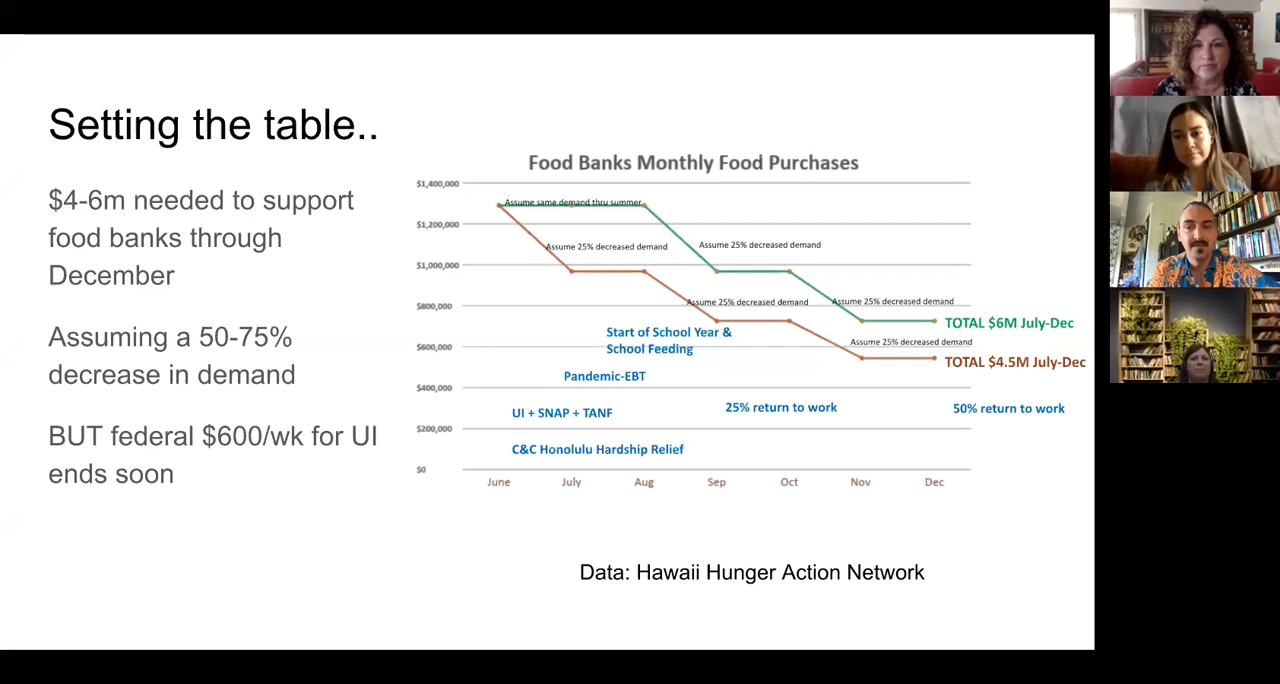 Setting the table..
$4-6m needed to support
food banks through
December
Assuming a 50-75%
decrease in demand
BUT federal $600/wk for UI
ends soon
Food Banks Monthly Food Purchases
$1,400,000
$1,200,000
$1,000,000
$800,000
$600,000
$400,000
$200,000
$0
Assume same demand thru summer
Assume 25% decreased demand
Assume 25% decreased demand
Assume 25% decreased demand
Assume 25% decreased demand
Assume 25% decreased demand
TOTAL $6M July-Dec
TOTAL $4.5M July-Dec
Start of School Year &
School Feeding
Pandemic-EBT
UI + SNAP + TANF
25% return to work
50% return to work
C&C Honolulu Hardship Relief
June July Aug Sep Oct Nov Dec
Data: Hawaii Hunger Action Network